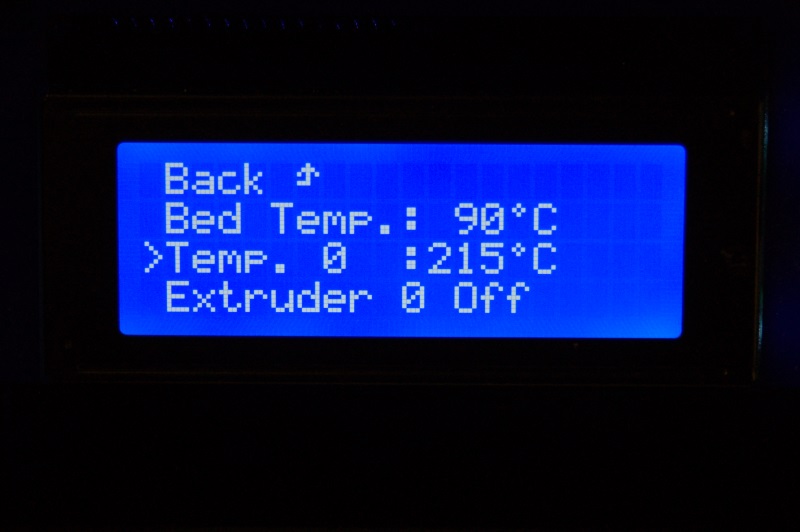 Back ⮭
Bed Temp.: 90°C
>Temp. 0 :215°C
Extruder 0 Off